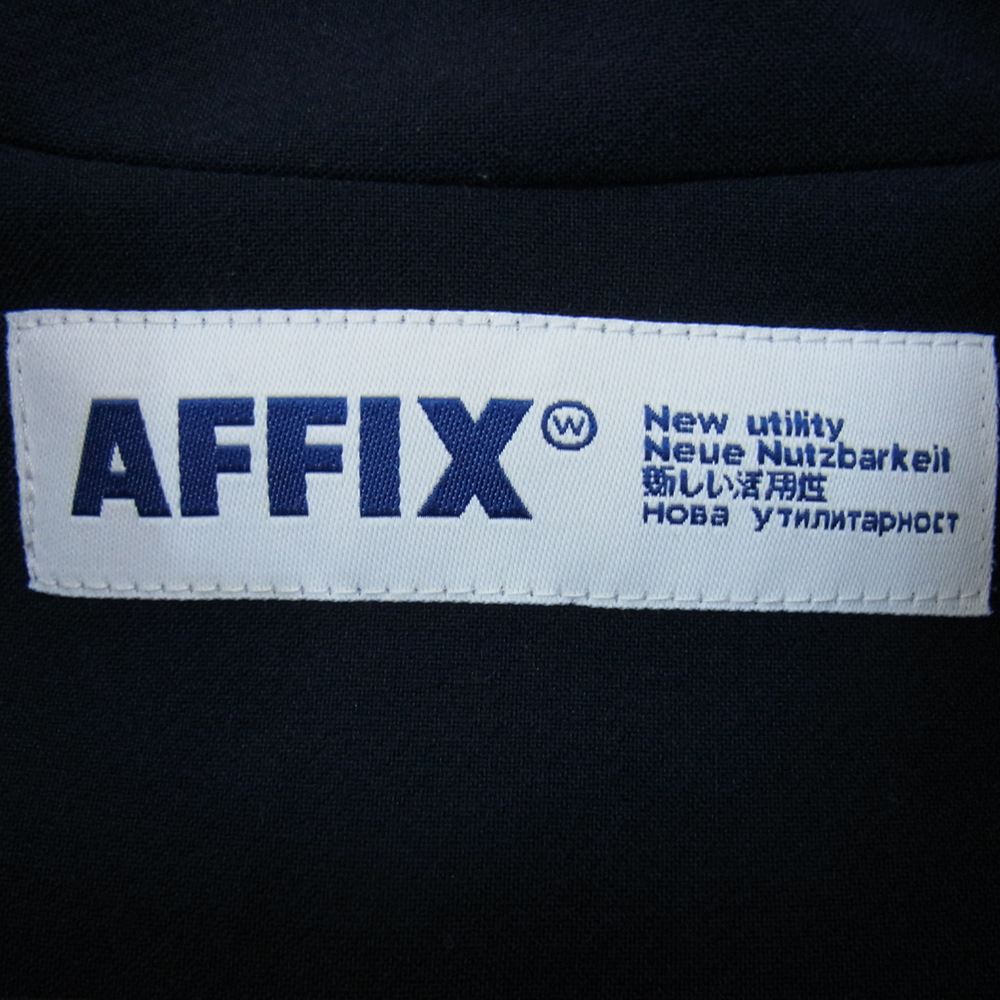 AFFIX Ⓦ
New utility
Neue Nutzbarkeit
新しい活用性
нова утилитарност